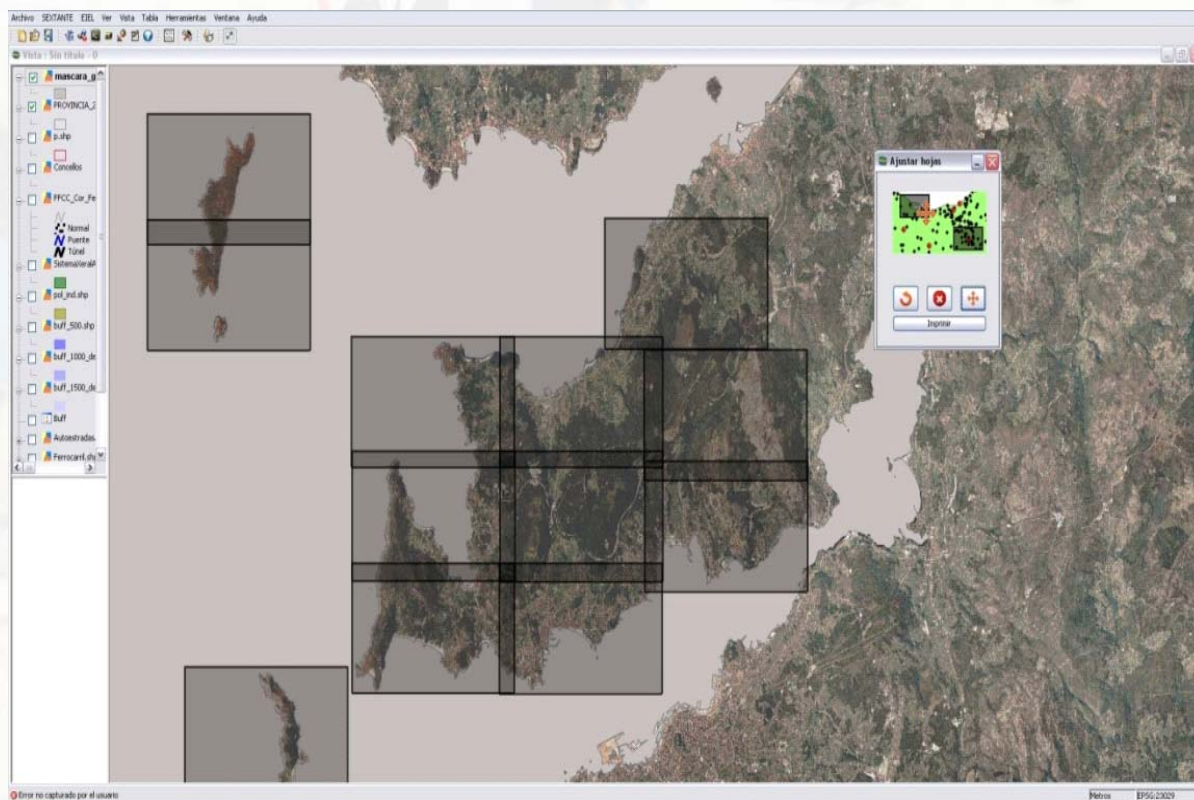 Archivo SEXTANTE EIEL Ver Vista Tabla Herramientas Ventana Ayuda
Vista : Sin título - 0
mascara_g
PROVINCIA_2
p.shp
Concellos
FFCC_Cor_Fe
Normal
Puente
Túnel
SistemaXeralA
pol_ind.shp
buff_500.shp
buff_1000_de
buff_1500_de
Buff
Autoestradas.
Ferrocarril.sh
Ajustar hojas
Imprimir
Error no capturado por el usuario
Metros
EPSG:23029